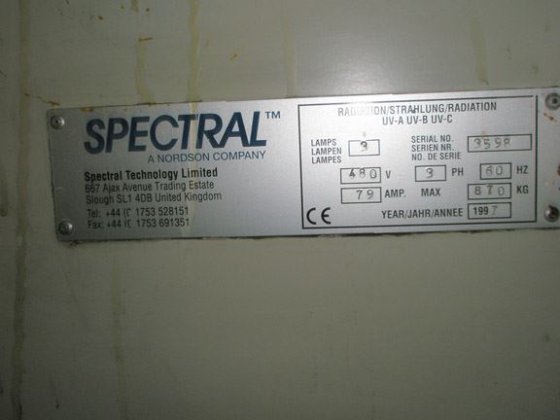 SPECTRAL™
A NORDSON COMPANY
Spectral Technology Limited
667 Ajax Avenue Trading Estate
Slough SL1 4DB United Kingdom
Tel: +44 (0) 1753 528151
Fax: +44 (0) 1753 691351
RADIATION/STRAHLUNG/RADIATION
UV-A UV-B UV-C
LAMPS
LAMPEN
LAMPES
3
SERIAL NO.
SERIEN NR.
NO. DE SERIE
3598
480 V 3 PH 60 HZ
79 AMP. MAX 870 KG
CE YEAR/JAHR/ANNEE 1997